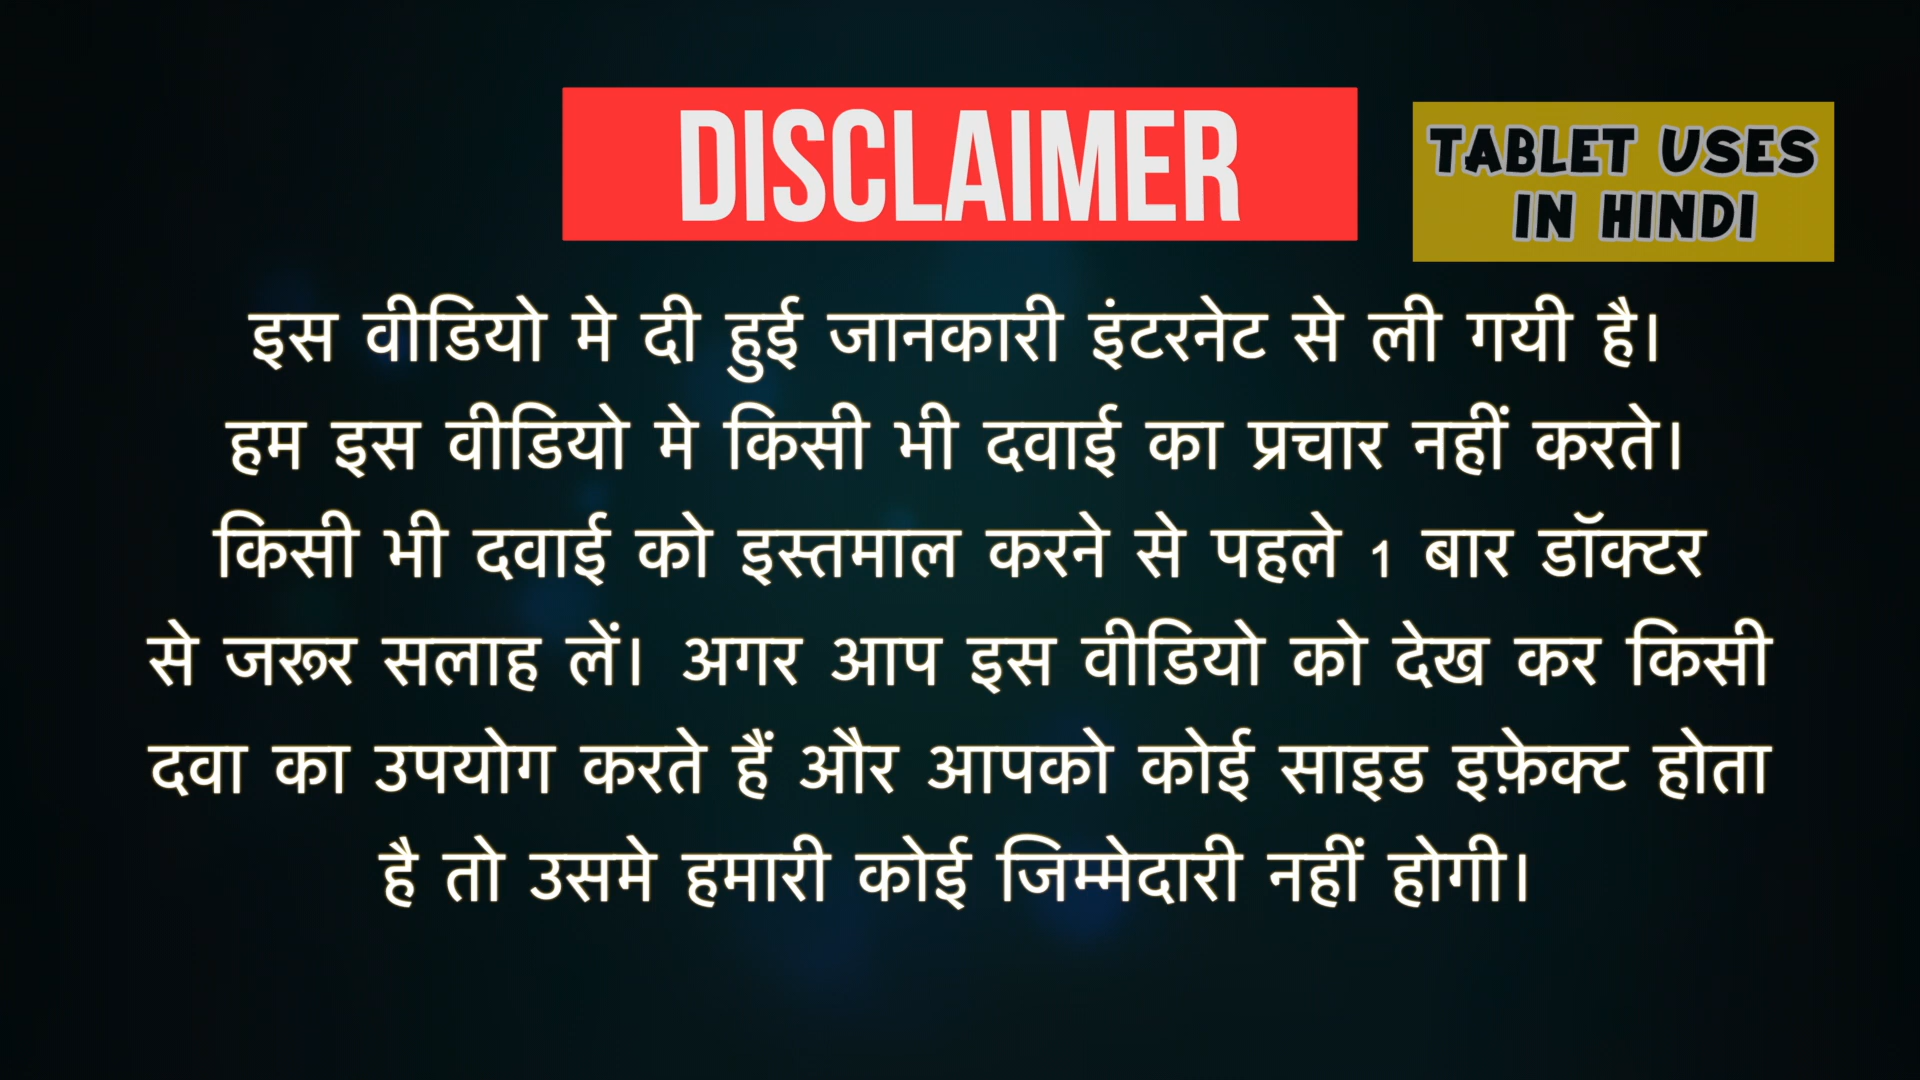 DISCLAIMER
TABLET USES
IN HINDI
इस वीडियो मे दी हुई जानकारी इंटरनेट से ली गयी है।
हम इस वीडियो मे किसी भी दवाई का प्रचार नहीं करते।
किसी भी दवाई को इस्तमाल करने से पहले 1 बार डॉक्टर
से जरूर सलाह लें। अगर आप इस वीडियो को देख कर किसी
दवा का उपयोग करते हैं और आपको कोई साइड इफ़ेक्ट होता
है तो उसमे हमारी कोई जिम्मेदारी नहीं होगी।